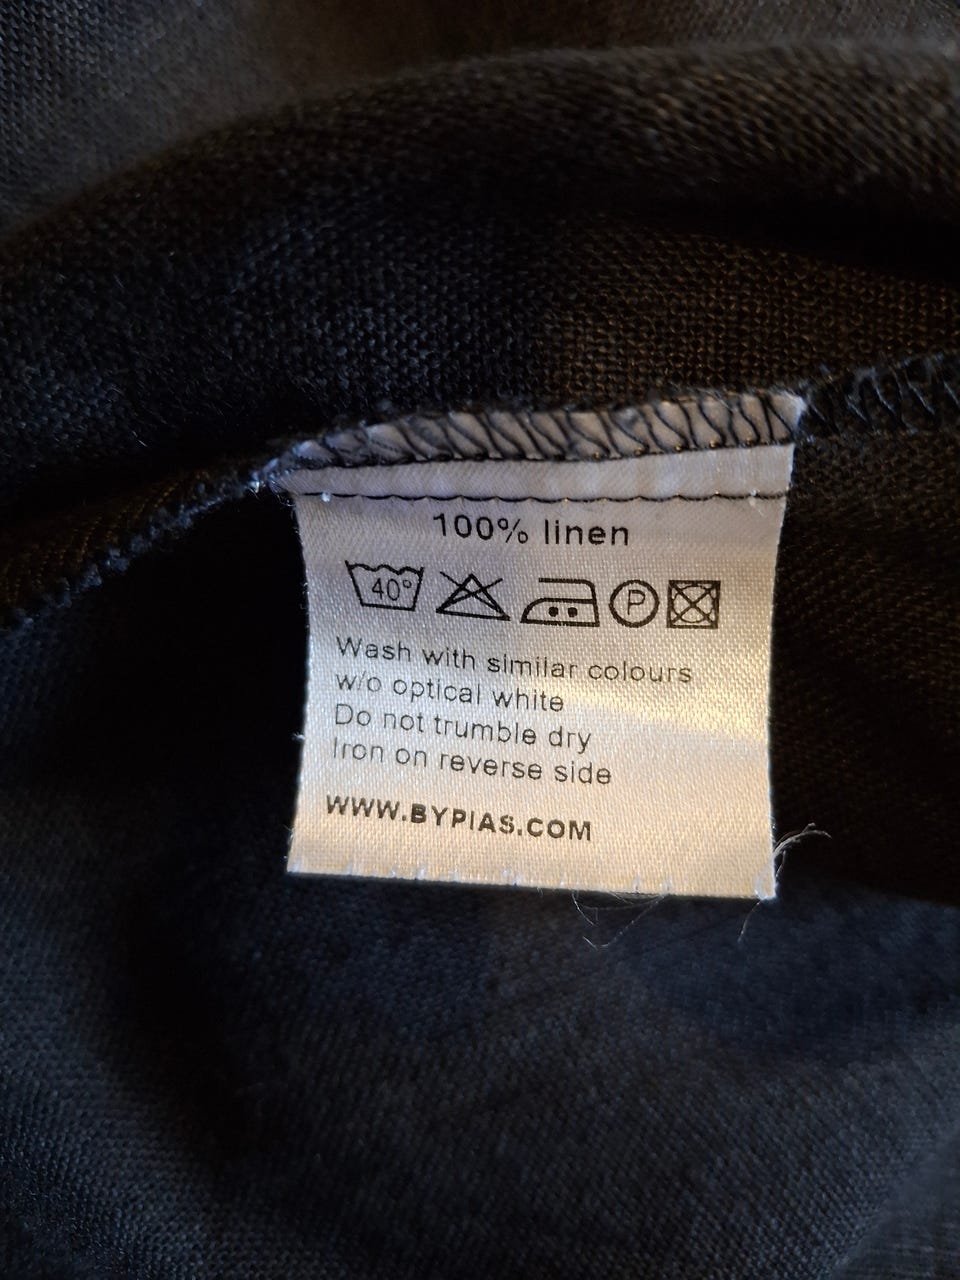 100% linen
40° P
Wash with similar colours
w/o optical white
Do not trumble dry
Iron on reverse side
WWW.BYPIAS.COM